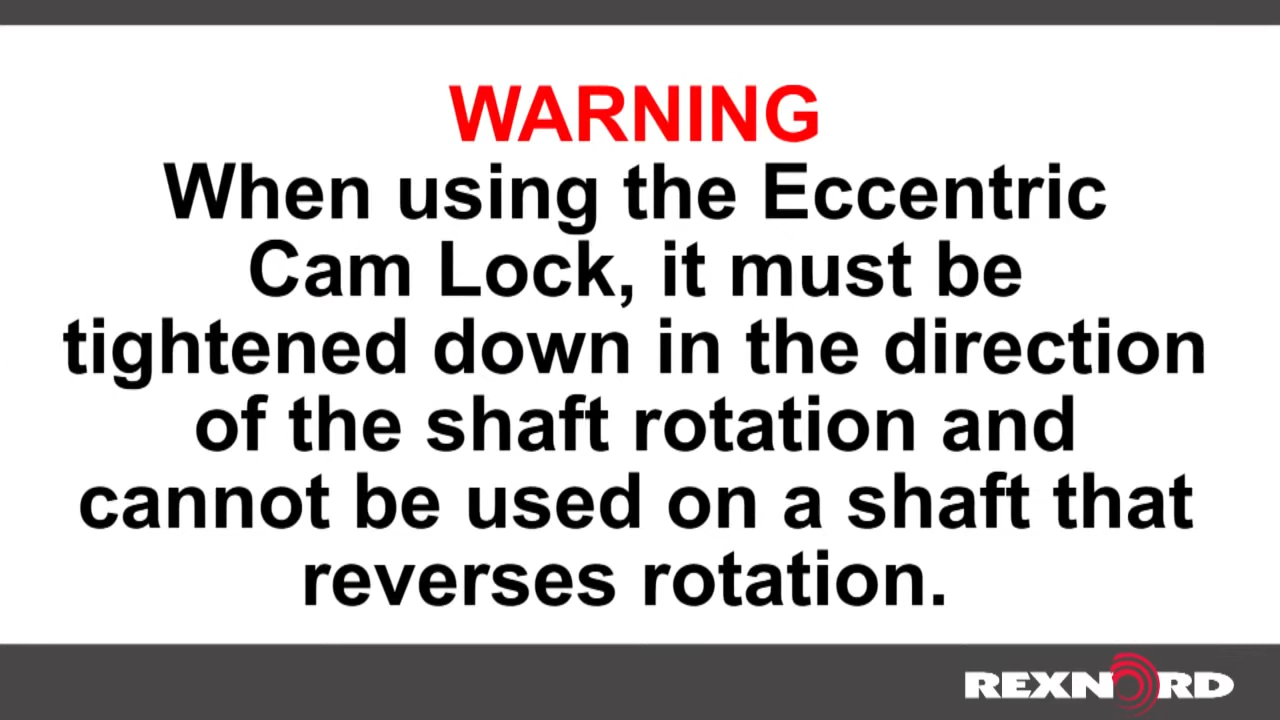 WARNING
When using the Eccentric
Cam Lock, it must be
tightened down in the direction
of the shaft rotation and
cannot be used on a shaft that
reverses rotation.
REXNORD